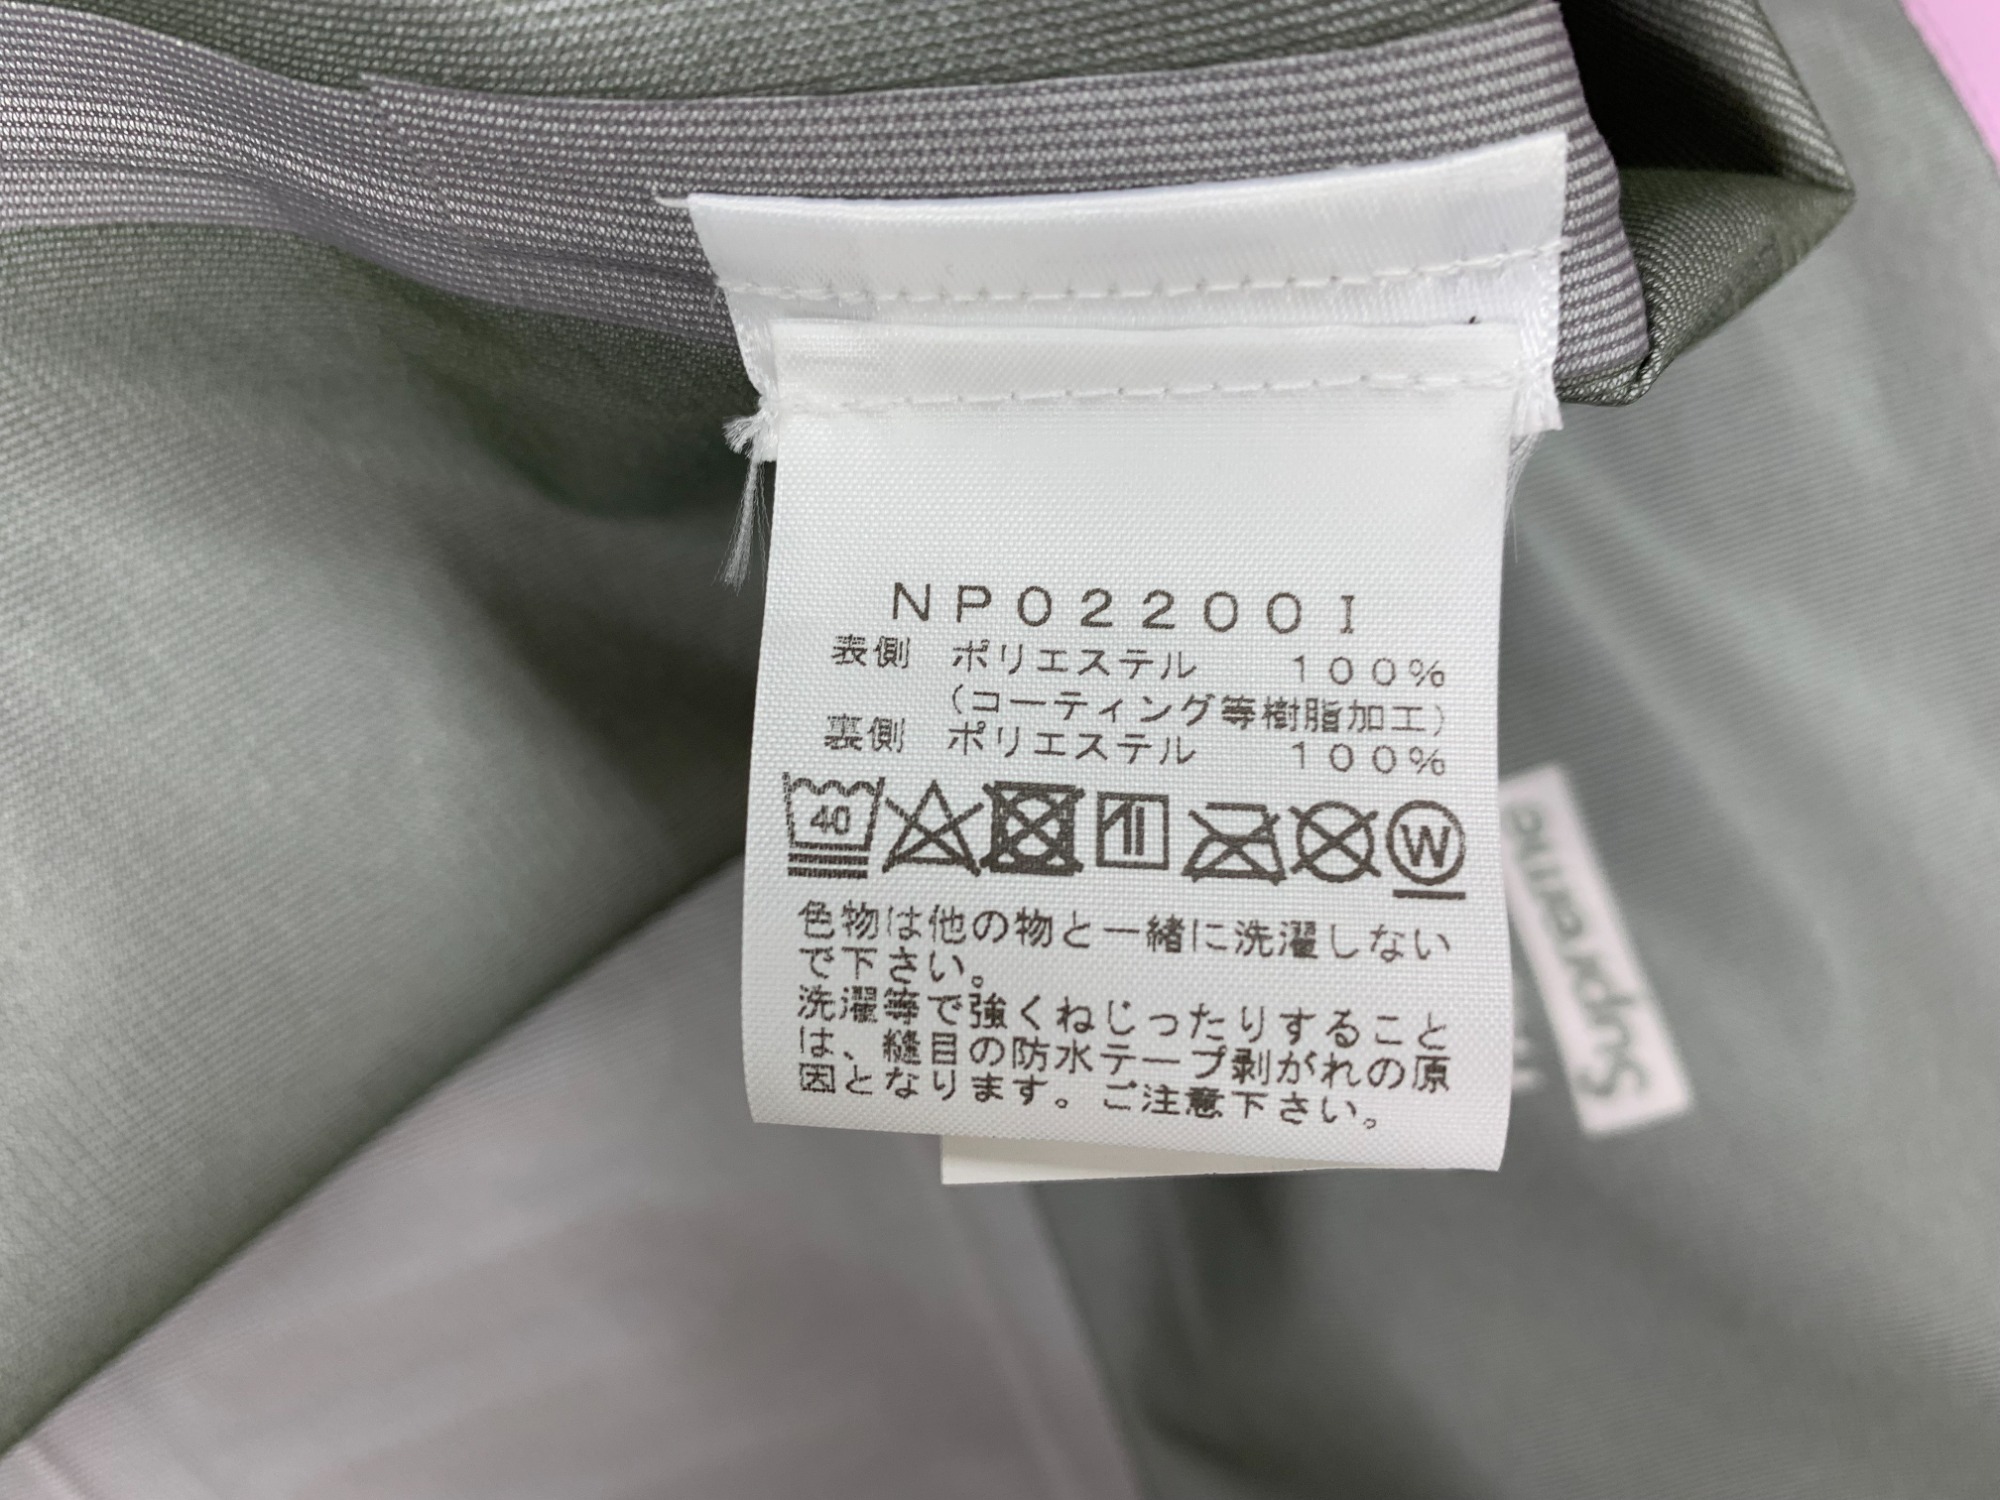 NP02200I
表側 ポリエステル 100%
(コーティング等樹脂加工)
裏側 ポリエステル 100%
40 W
色物は他の物と一緒に洗濯しない
で下さい。
洗濯等で強くねじったりすること
は、縫目の防水テープ剥がれの原
因となります。ご注意下さい。
Supreme